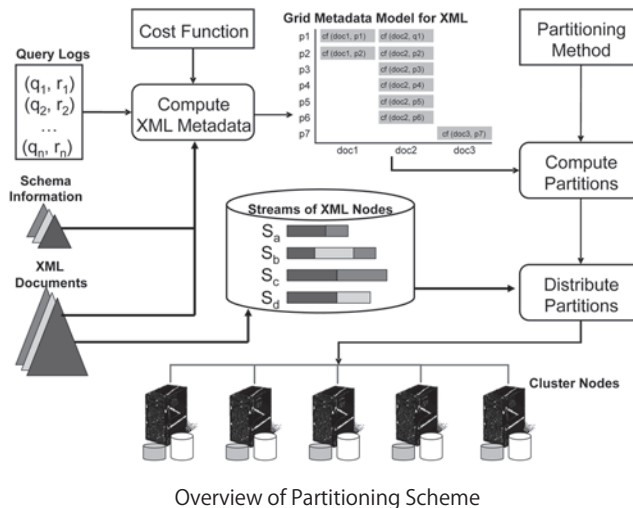 Query Logs
(q1, r1)
(q2, r2)
...
(qn, rn)
Cost Function
Compute
XML Metadata
Schema
Information
XML
Documents
Grid Metadata Model for XML
p1 cf (doc1, p1) cf (doc2, q1)
p2 cf (doc1, p2) cf (doc2, p2)
p3 cf (doc2, p3)
p4 cf (doc2, p4)
p5 cf (doc2, p5)
p6 cf (doc2, p6)
p7 cf (doc3, p7)
doc1 doc2 doc3
Partitioning
Method
Compute
Partitions
Streams of XML Nodes
Sa
Sb
Sc
Sd
Distribute
Partitions
Cluster Nodes
Overview of Partitioning Scheme